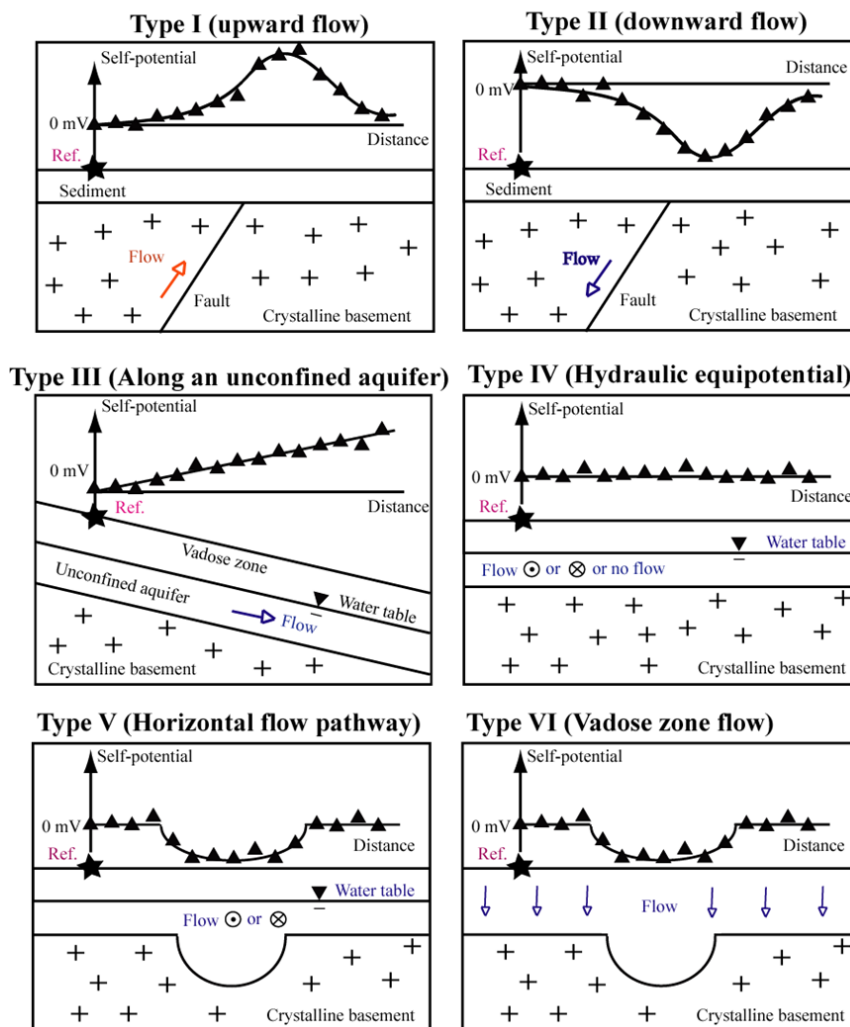 Type I (upward flow)
Self-potential
0 mV
Distance
Ref.
Sediment
Flow
Fault
Crystalline basement
Type II (downward flow)
Distance
0 mV
Self-potential
Ref.
Sediment
Flow
Fault
Crystalline basement
Type III (Along an unconfined aquifer)
Self-potential
0 mV
Ref.
Distance
Vadose zone
Unconfined aquifer
Water table
Flow
Crystalline basement
Type IV (Hydraulic equipotential)
Self-potential
0 mV
Distance
Ref.
Water table
Flow ⊙ or ⊗ or no flow
Crystalline basement
Type V (Horizontal flow pathway)
Self-potential
0 mV
Distance
Ref.
Water table
Flow ⊙ or ⊗
Crystalline basement
Type VI (Vadose zone flow)
Self-potential
0 mV
Distance
Ref.
Flow
Crystalline basement